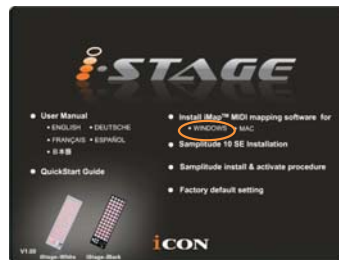 i·STAGE
User Manual
• ENGLISH • DEUTSCHE
• FRANÇAIS • ESPAÑOL
• 日本語
QuickStart Guide
Install iMap™ MIDI mapping software for
• WINDOWS • MAC
Samplitude 10 SE Installation
Samplitude install & activate procedure
Factory default setting
V1.00
iStage-White iStage-Black
iCON